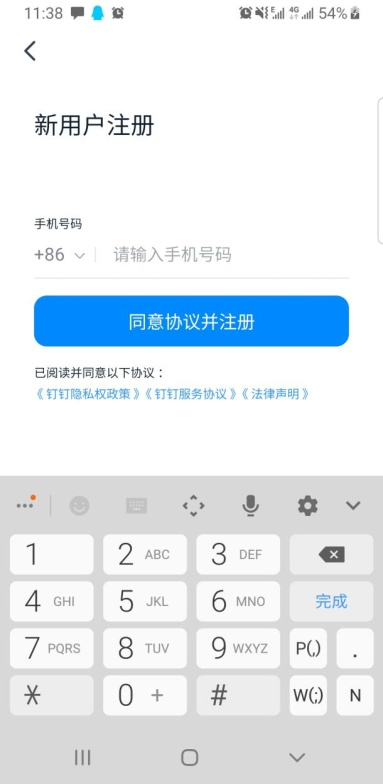 11:38 E 4G 54%
新用户注册
手机号码
+86 请输入手机号码
同意协议并注册
已阅读并同意以下协议：
《钉钉隐私权政策》《钉钉服务协议》《法律声明》
1 2 ABC 3 DEF
4 GHI 5 JKL 6 MNO 完成
7 PQRS 8 TUV 9 WXYZ P(,) .
* 0 + # W(;) N